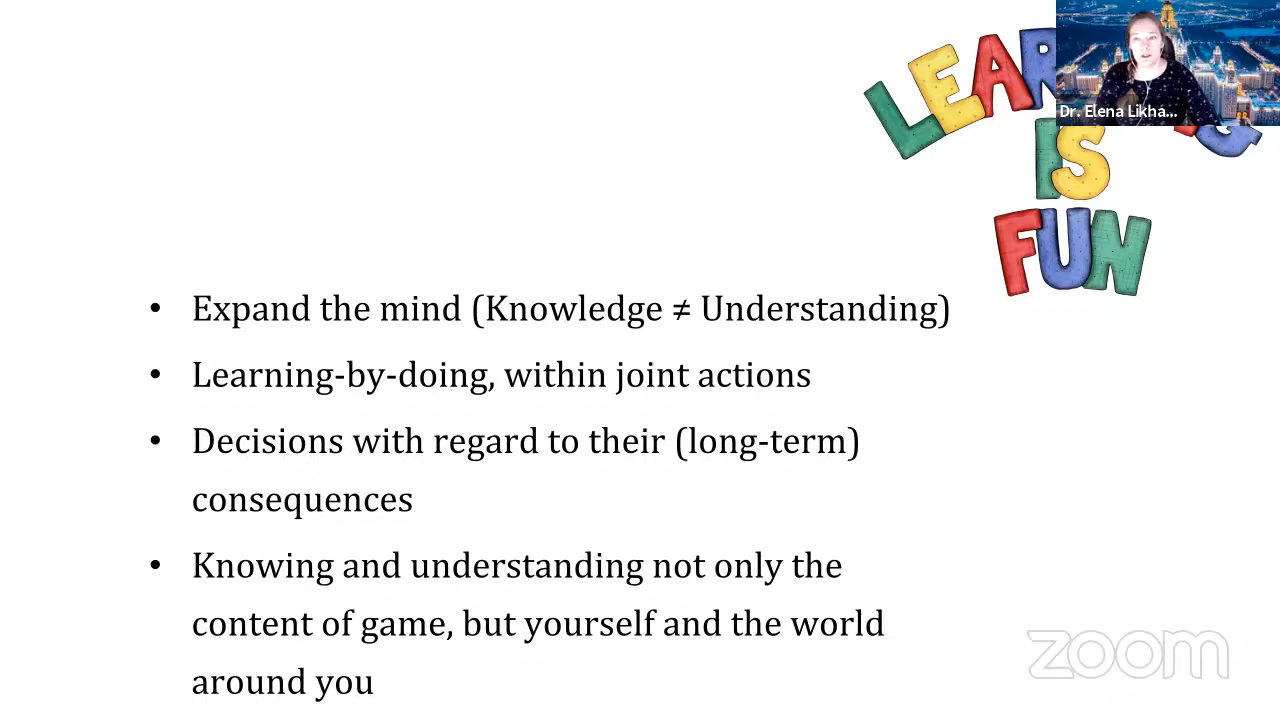 LEAR
Dr. Elena Likha...
IS
FUN
• Expand the mind (Knowledge ≠ Understanding)
• Learning-by-doing, within joint actions
• Decisions with regard to their (long-term)
consequences
• Knowing and understanding not only the
content of game, but yourself and the world
around you
zoom